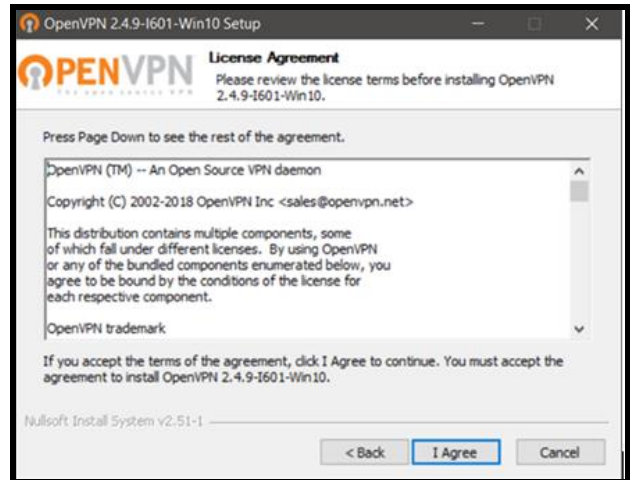 OpenVPN 2.4.9-I601-Win10 Setup
OPENVPN
The open source VPN
License Agreement
Please review the license terms before installing OpenVPN
2.4.9-I601-Win10.
Press Page Down to see the rest of the agreement.
OpenVPN (TM) -- An Open Source VPN daemon
Copyright (C) 2002-2018 OpenVPN Inc <sales@openvpn.net>
This distribution contains multiple components, some
of which fall under different licenses. By using OpenVPN
or any of the bundled components enumerated below, you
agree to be bound by the conditions of the license for
each respective component.
OpenVPN trademark
If you accept the terms of the agreement, click I Agree to continue. You must accept the
agreement to install OpenVPN 2.4.9-I601-Win10.
Nullsoft Install System v2.51-1
< Back
I Agree
Cancel